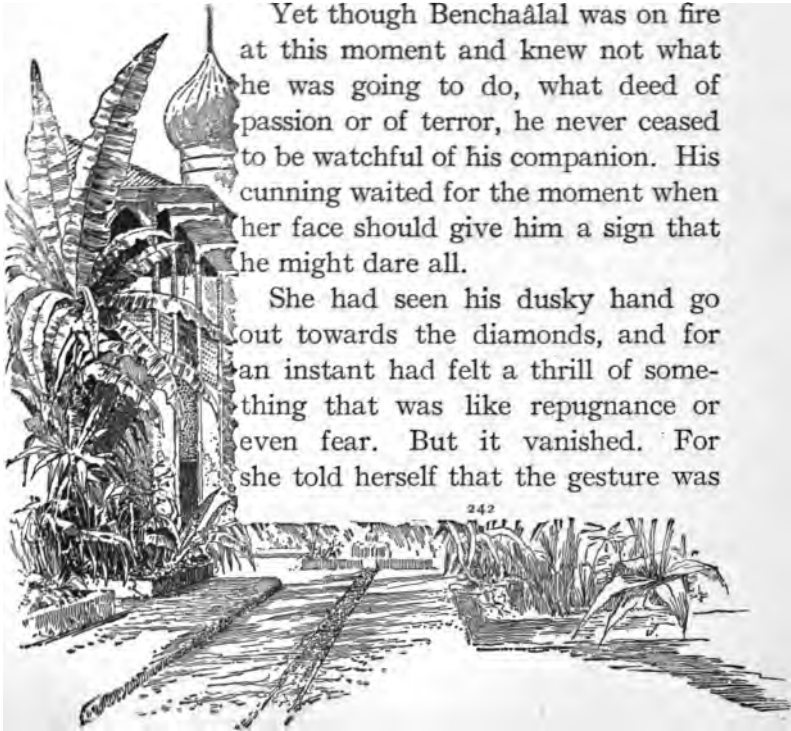 Yet though Benchaâlal was on fire
at this moment and knew not what
he was going to do, what deed of
passion or of terror, he never ceased
to be watchful of his companion. His
cunning waited for the moment when
her face should give him a sign that
he might dare all.
She had seen his dusky hand go
out towards the diamonds, and for
an instant had felt a thrill of some-
thing that was like repugnance or
even fear. But it vanished. For
she told herself that the gesture was
242